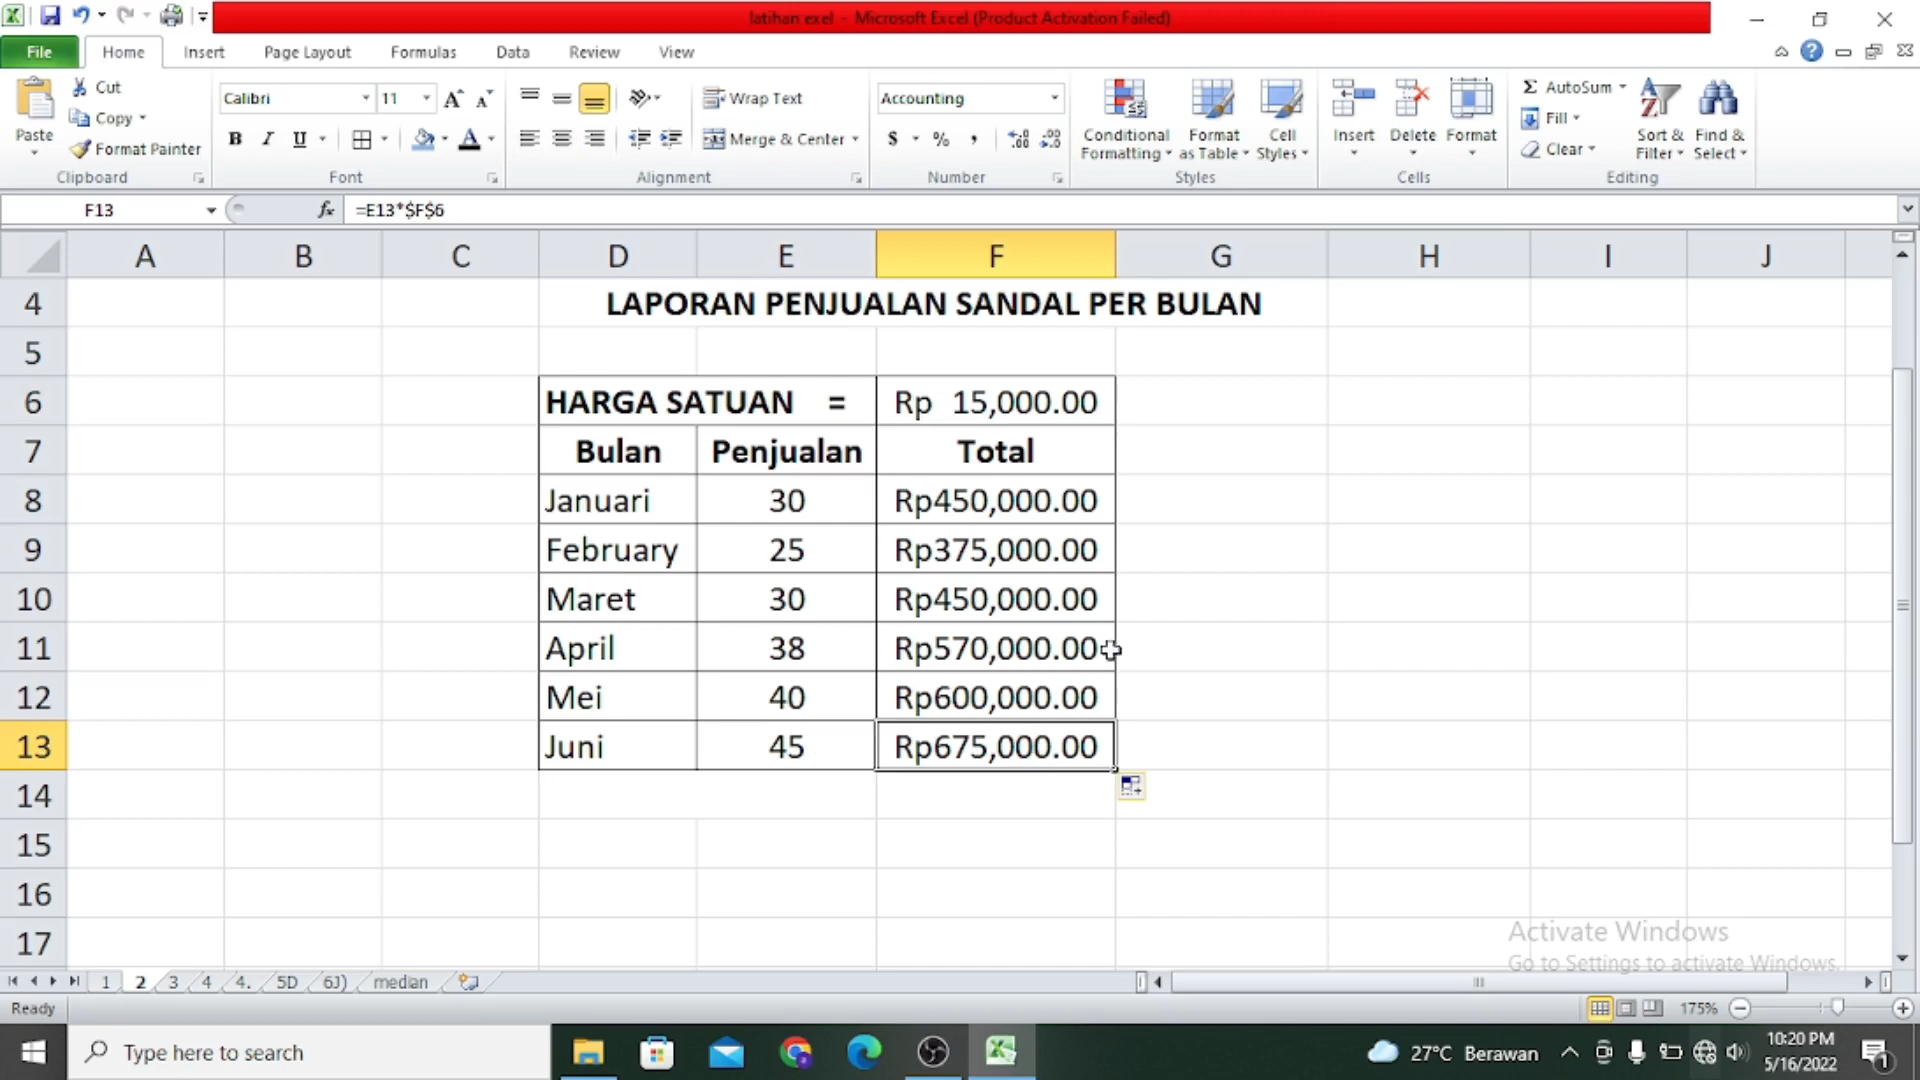 latihan exel - Microsoft Excel (Product Activation Failed)
File Home Insert Page Layout Formulas Data Review View
Paste Cut Copy Format Painter
Calibri 11
B I U
Wrap Text
Merge & Center
Accounting
$ % ,
Conditional Formatting
Format as Table
Cell Styles
Insert Delete Format
Σ AutoSum
Fill
Clear
Sort & Filter
Find & Select
Clipboard Font Alignment Number Styles Cells Editing
F13 fx =E13*$F$6
A B C D E F G H I J
4 LAPORAN PENJUALAN SANDAL PER BULAN
5
6 HARGA SATUAN = Rp 15,000.00
7 Bulan Penjualan Total
8 Januari 30 Rp450,000.00
9 February 25 Rp375,000.00
10 Maret 30 Rp450,000.00
11 April 38 Rp570,000.00
12 Mei 40 Rp600,000.00
13 Juni 45 Rp675,000.00
14
15
16
17
Activate Windows
Go to Settings to activate Windows.
1 2 3 4 4. 5D 6J) median
Ready 175%
Type here to search 27°C Berawan 10:20 PM
5/16/2022
1